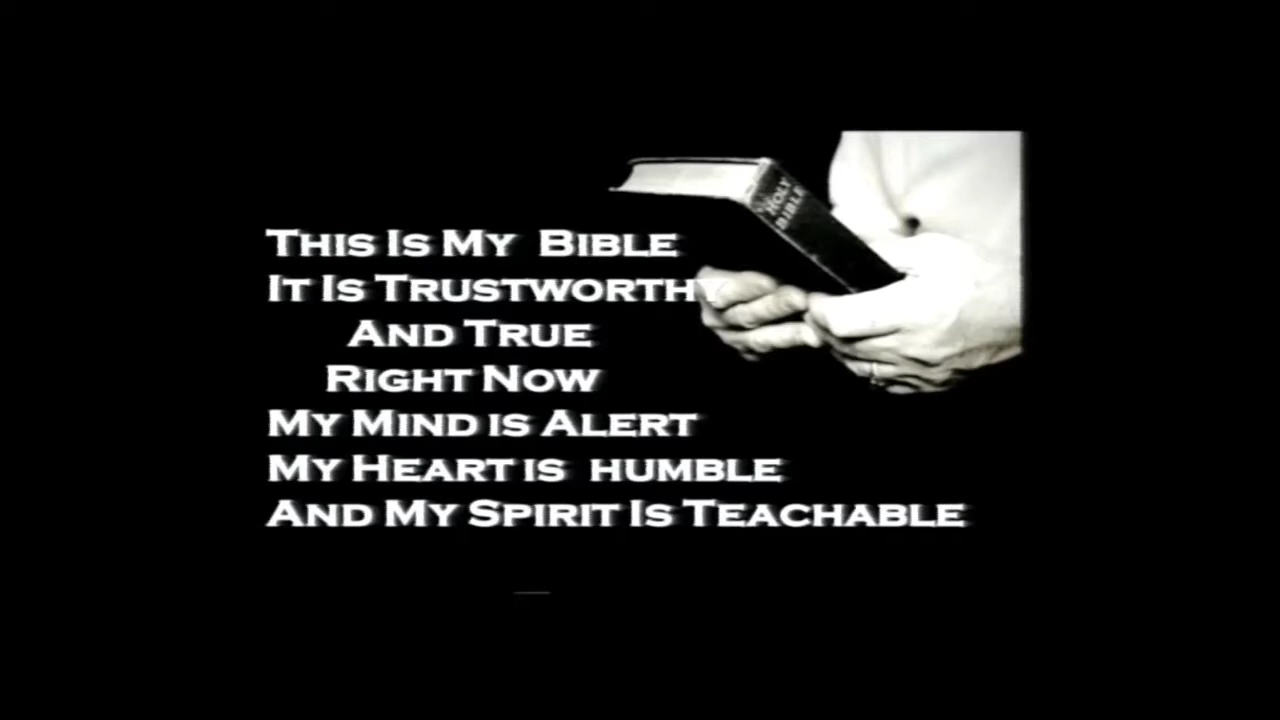 This Is My Bible
It Is Trustworthy
And True
Right Now
My Mind is Alert
My Heart is humble
And My Spirit Is Teachable
HOLY
BIBLE